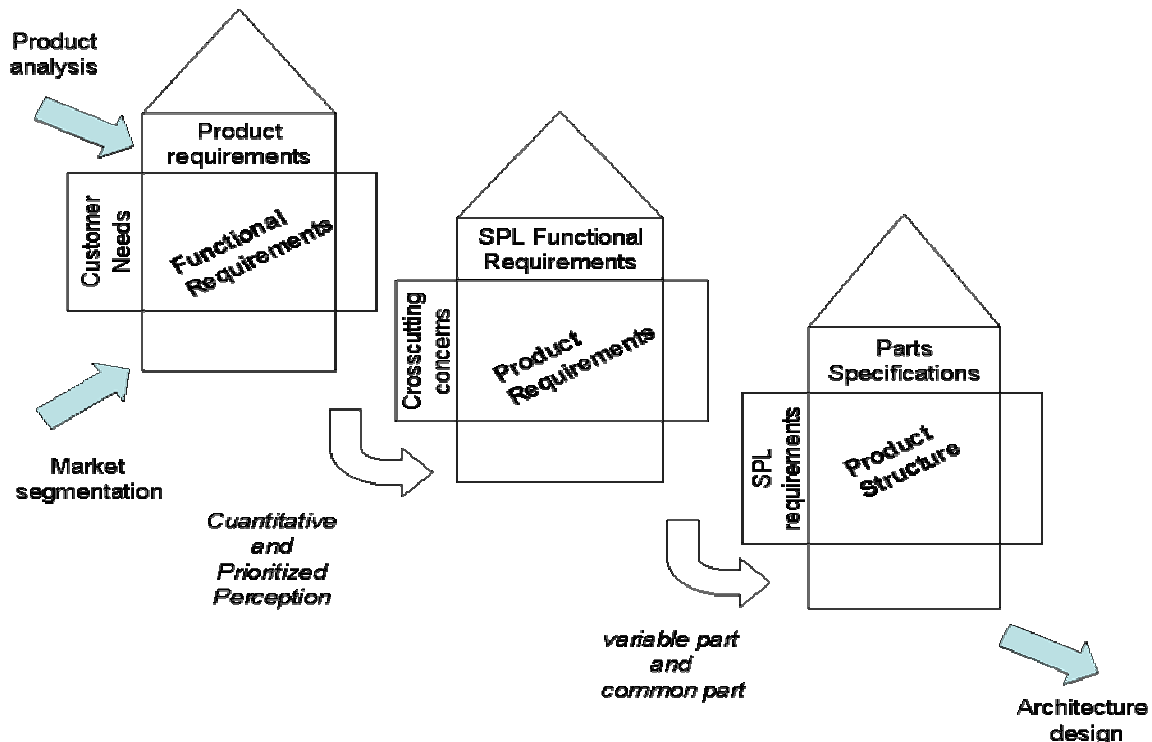 Product
analysis
Product
requirements
Customer
Needs
Functional
Requirements
Market
segmentation
SPL Functional
Requirements
Crosscutting
concerns
Product
Requirements
Cuantitative
and
Prioritized
Perception
Parts
Specifications
SPL
requirements
Product
Structure
variable part
and
common part
Architecture
design